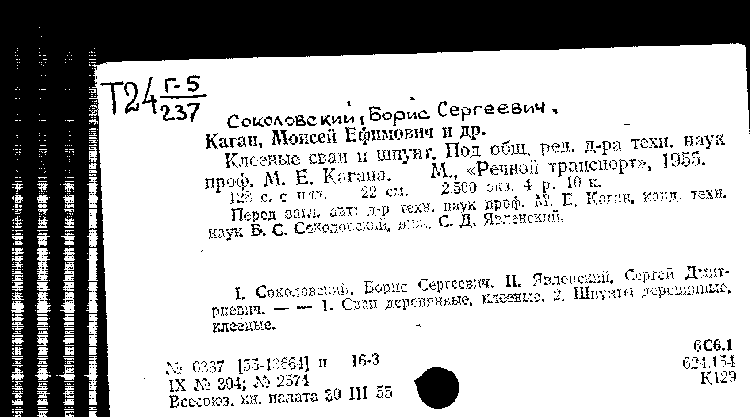 Т24 Г-5
237
Соколовский, Борис Сергеевич,
Каган, Моисей Ефимович и др.
Клееные сваи и шпунт. Под общ. ред. д-ра техн. наук
проф. М. Е. Кагана. М., «Речной транспорт», 1955.
128 с. с илл. 22 см. 2.500 экз. 4 р. 10 к.
Перед загл. авт: д-р техн. наук проф. М. Е. Каган, канд. техн.
наук Б. С. Соколовский, инж. С. Д. Явленский.
I. Соколовский, Борис Сергеевич. II. Явленский, Сергей Дмит-
риевич. — — 1. Сваи деревянные, клееные. 2. Шпунты деревянные,
клееные.
6С6.1
№ 0337 [55-12664] п 16-3
624.154
IX № 394; № 2574
К129
Всесоюз. кн. палата 30 III 55